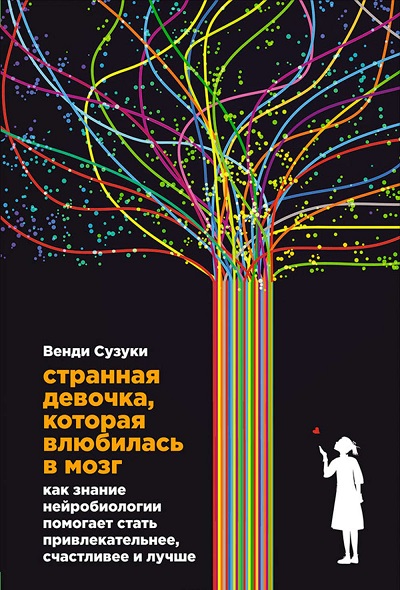 Венди Сузуки
странная
девочка,
которая
влюбилась
в мозг
как знание
нейробиологии
помогает стать
привлекательнее,
счастливее и лучше